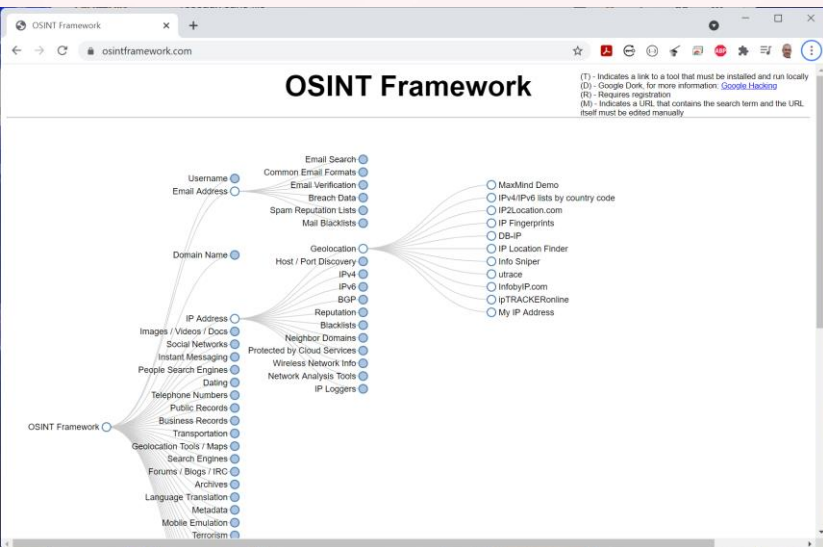 OSINT Framework
osintframework.com
ABP
OSINT Framework
(T) - Indicates a link to a tool that must be installed and run locally
(D) - Google Dork, for more information: Google Hacking
(R) - Requires registration
(M) - Indicates a URL that contains the search term and the URL
itself must be edited manually
Username
Email Address
Domain Name
IP Address
Images / Videos / Docs
Social Networks
Instant Messaging
People Search Engines
Dating
Telephone Numbers
Public Records
Business Records
Transportation
Geolocation Tools / Maps
Search Engines
Forums / Blogs / IRC
Archives
Language Translation
Metadata
Mobile Emulation
Terrorism
OSINT Framework
Email Search
Common Email Formats
Email Verification
Breach Data
Spam Reputation Lists
Mail Blacklists
Geolocation
Host / Port Discovery
IPv4
IPv6
BGP
Reputation
Blacklists
Neighbor Domains
Protected by Cloud Services
Wireless Network Info
Network Analysis Tools
IP Loggers
MaxMind Demo
IPv4/IPv6 lists by country code
IP2Location.com
IP Fingerprints
DB-IP
IP Location Finder
Info Sniper
utrace
InfobyIP.com
ipTRACKERonline
My IP Address